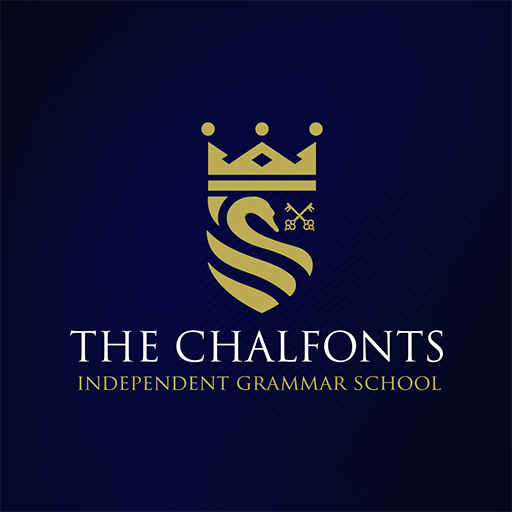 THE CHALFONTS
INDEPENDENT GRAMMAR SCHOOL